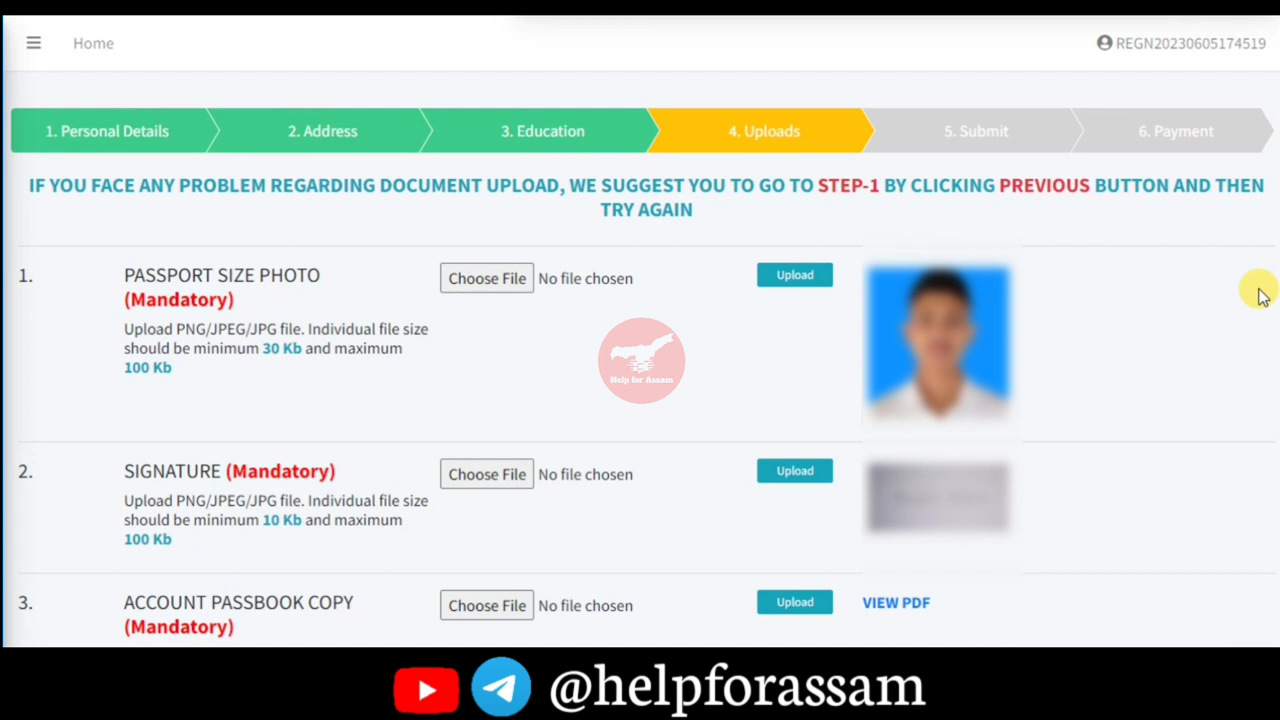 Home
REGN20230605174519
1. Personal Details
2. Address
3. Education
4. Uploads
5. Submit
6. Payment
IF YOU FACE ANY PROBLEM REGARDING DOCUMENT UPLOAD, WE SUGGEST YOU TO GO TO STEP-1 BY CLICKING PREVIOUS BUTTON AND THEN
TRY AGAIN
1.
PASSPORT SIZE PHOTO
(Mandatory)
Upload PNG/JPEG/JPG file. Individual file size
should be minimum 30 Kb and maximum
100 Kb
Choose File No file chosen
Upload
Help for Assam
2.
SIGNATURE (Mandatory)
Upload PNG/JPEG/JPG file. Individual file size
should be minimum 10 Kb and maximum
100 Kb
Choose File No file chosen
Upload
3.
ACCOUNT PASSBOOK COPY
(Mandatory)
Choose File No file chosen
Upload
VIEW PDF
@helpforassam